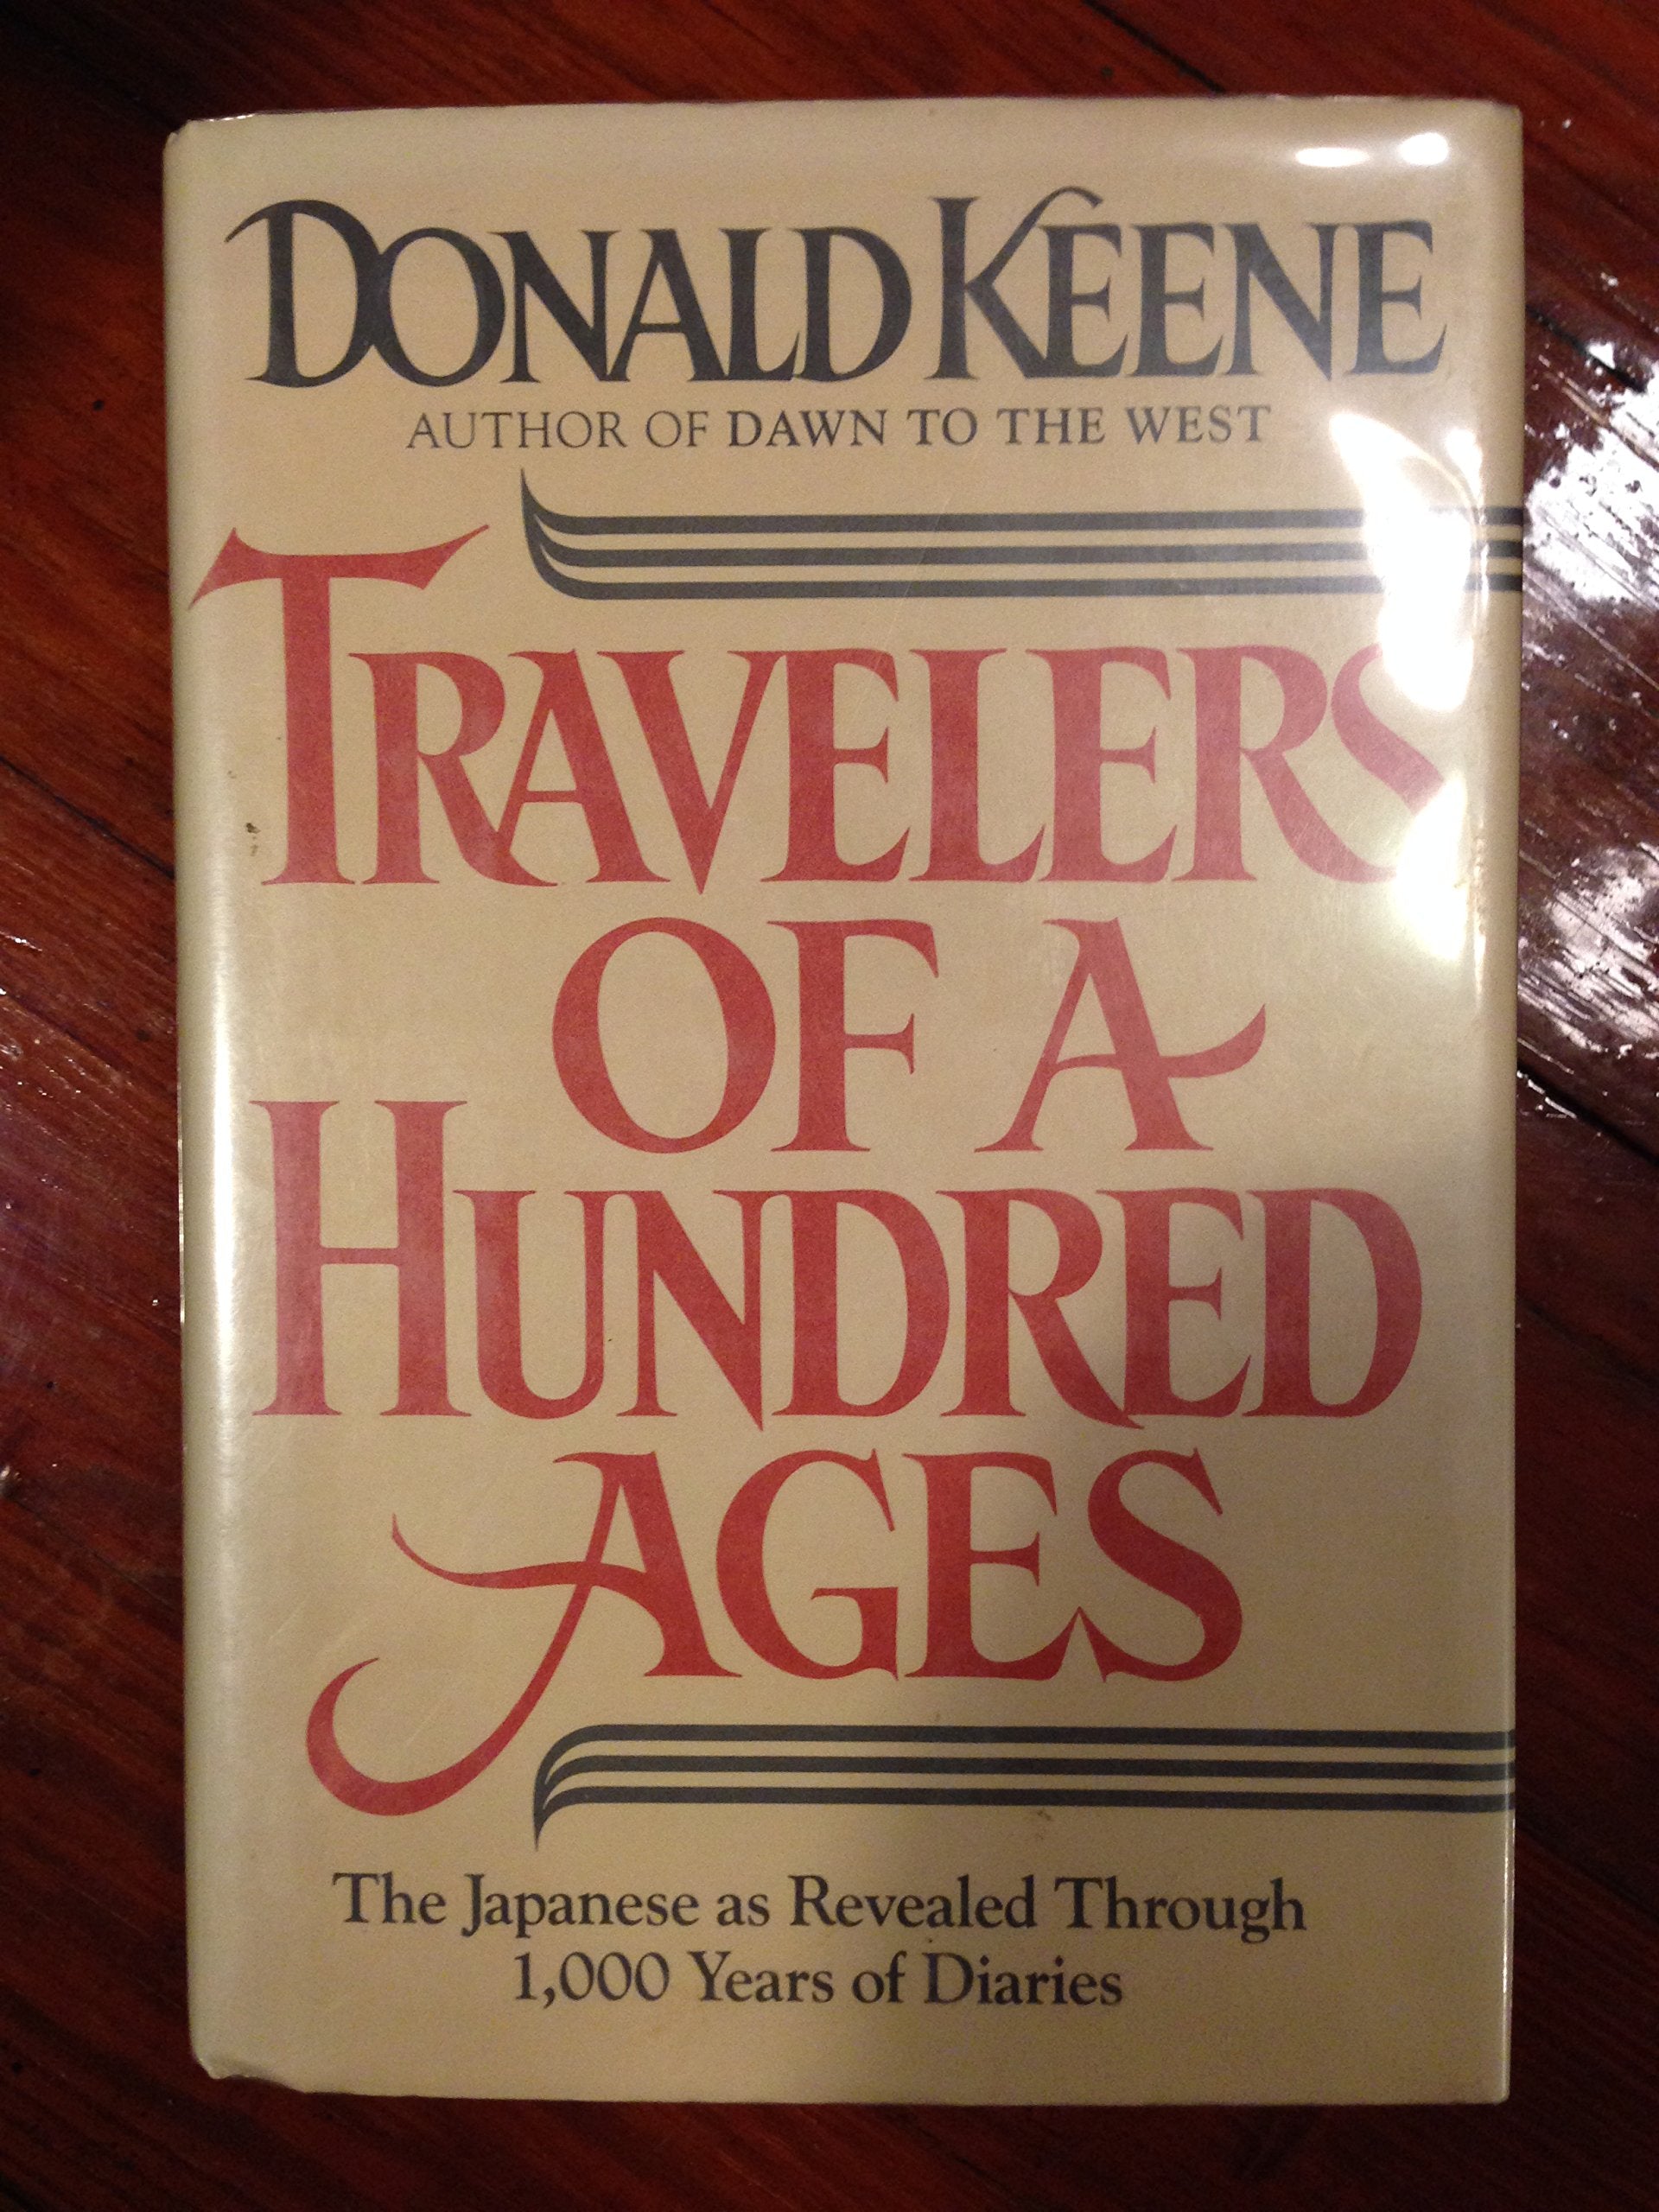 DONALD KEENE
AUTHOR OF DAWN TO THE WEST
TRAVELERS
OF A
HUNDRED
AGES
The Japanese as Revealed Through
1,000 Years of Diaries